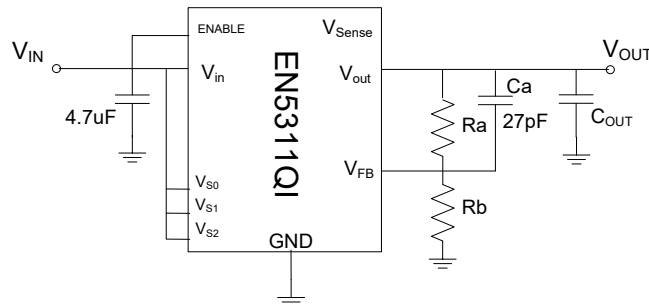 ENABLE
V_Sense
V_IN
V_OUT
V_in
V_out
EN5311QI
Ca
4.7uF
Ra
27pF
C_OUT
V_FB
V_S0
V_S1
Rb
V_S2
GND